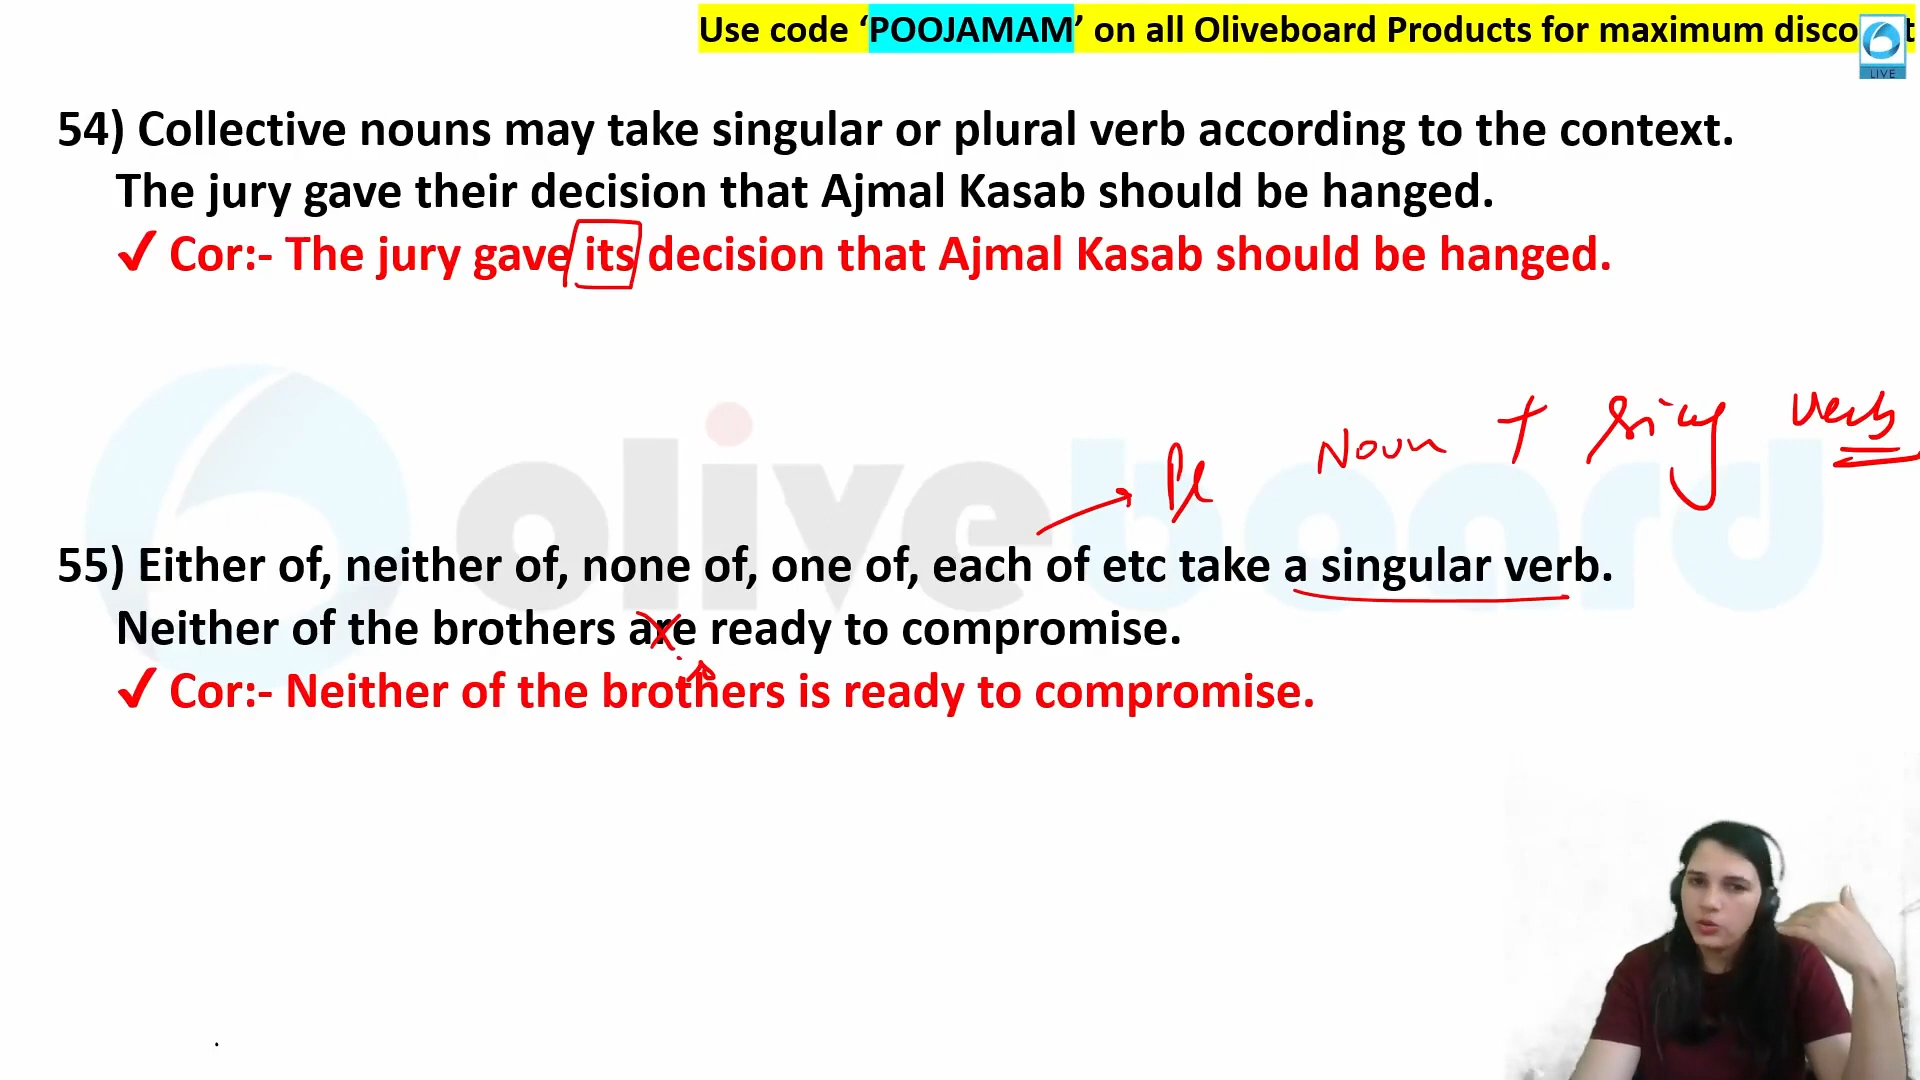 Use code ‘POOJAMAM’ on all Oliveboard Products for maximum disco t
LIVE
54) Collective nouns may take singular or plural verb according to the context.
The jury gave their decision that Ajmal Kasab should be hanged.
✔ Cor:- The jury gave its decision that Ajmal Kasab should be hanged.
oliveboard
Pl Noun + sing verb
55) Either of, neither of, none of, one of, each of etc take a singular verb.
Neither of the brothers are ready to compromise.
✔ Cor:- Neither of the brothers is ready to compromise.